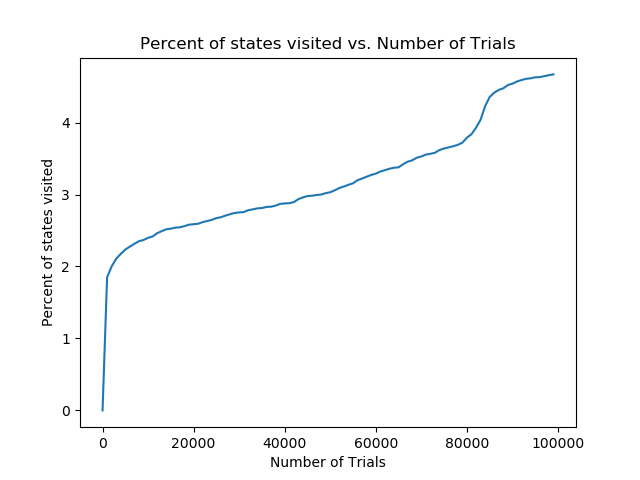 Percent of states visited vs. Number of Trials
Percent of states visited
4
3
2
1
0
0 20000 40000 60000 80000 100000
Number of Trials